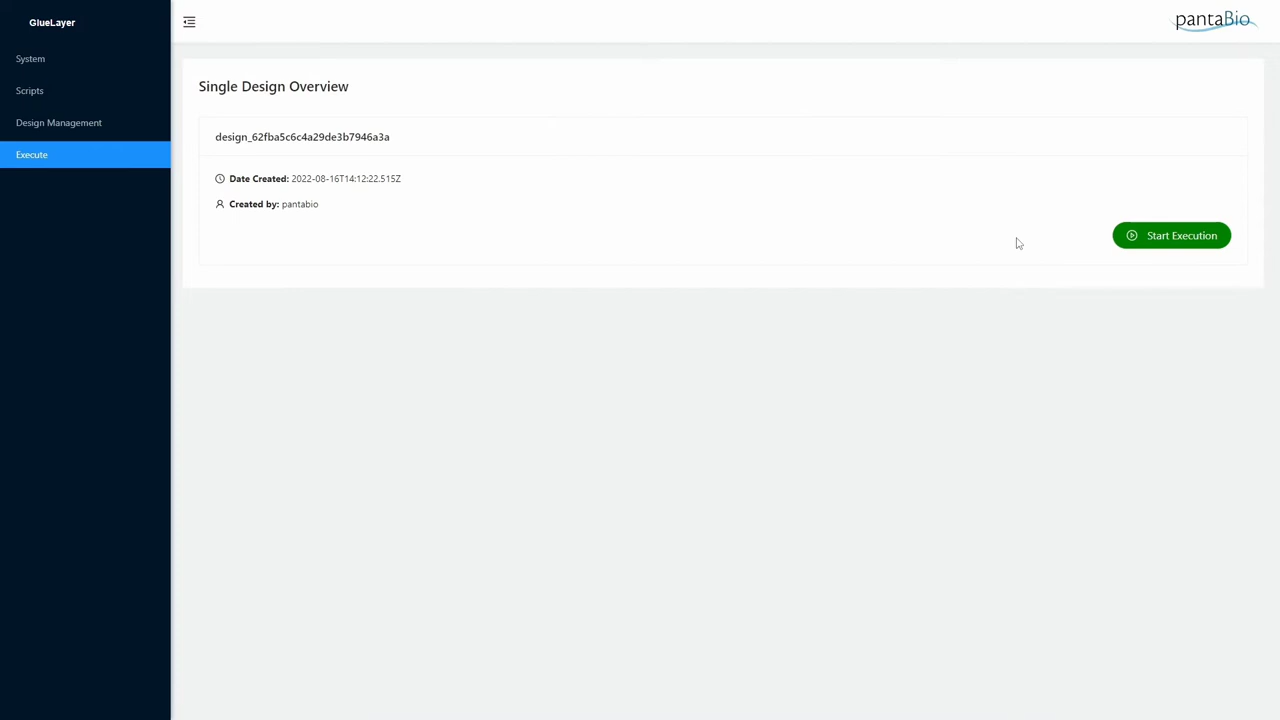 GlueLayer
pantaBio
System
Scripts
Design Management
Execute
Single Design Overview
design_62fba5c6c4a29de3b7946a3a
Date Created: 2022-08-16T14:12:22.515Z
Created by: pantabio
Start Execution